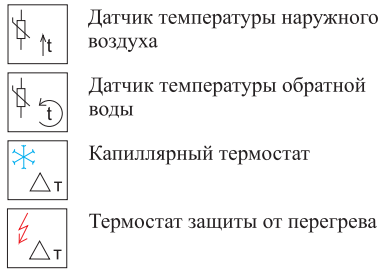 Датчик температуры наружного
воздуха
t
Датчик температуры обратной
воды
t
Капиллярный термостат
T
Термостат защиты от перегрева
T